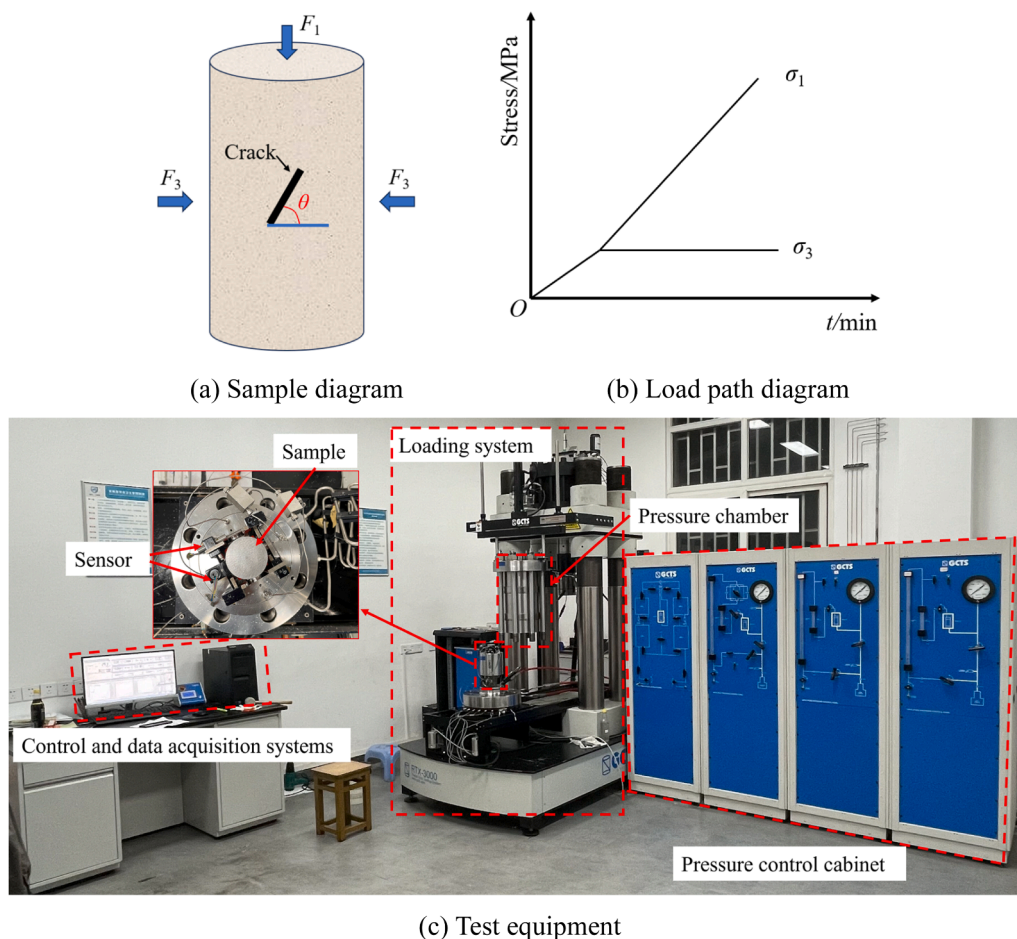 F1
Crack
F3
F3
θ
Stress/MPa
σ1
σ3
O
t/min
(a) Sample diagram
(b) Load path diagram
Loading system
Sample
Pressure chamber
Sensor
GCTS
GCTS
GCTS
GCTS
GCTS
Control and data acquisition systems
RTX-3000
Pressure control cabinet
(c) Test equipment